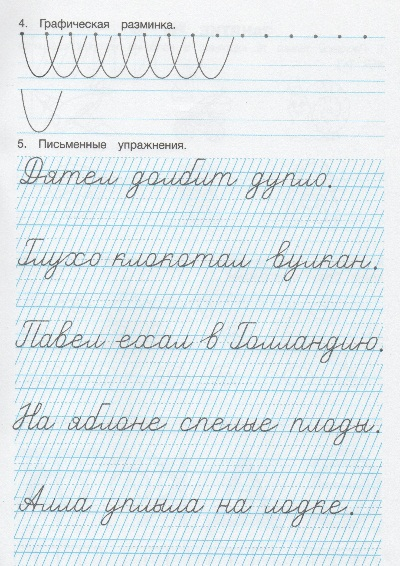 4. Графическая разминка.
5. Письменные упражнения.
Дятел долбит дупло.
Глухо клокотал вулкан.
Павел ехал в Голландию.
На яблоне спелые плоды.
Алла уплыла на лодке.